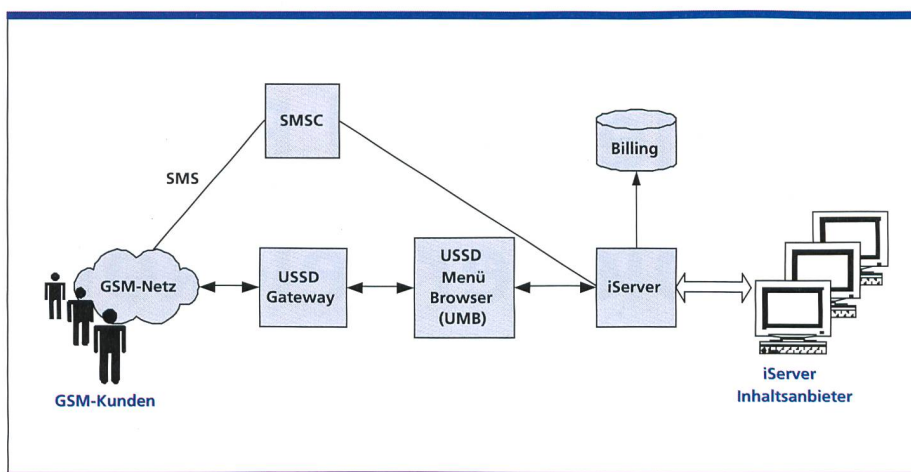 SMSC
Billing
SMS
GSM-Netz
USSD
Gateway
USSD
Menü
Browser
(UMB)
iServer
GSM-Kunden
iServer
Inhaltsanbieter